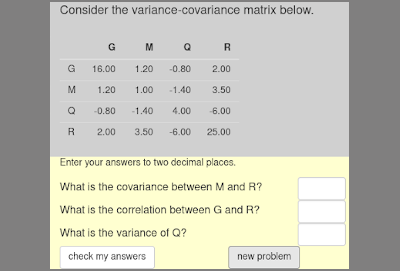 Consider the variance-covariance matrix below.
G M Q R
G 16.00 1.20 -0.80 2.00
M 1.20 1.00 -1.40 3.50
Q -0.80 -1.40 4.00 -6.00
R 2.00 3.50 -6.00 25.00
Enter your answers to two decimal places.
What is the covariance between M and R?
What is the correlation between G and R?
What is the variance of Q?
check my answers new problem